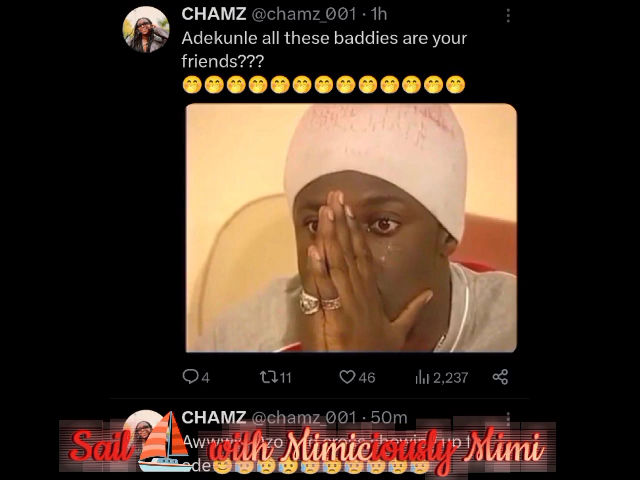 CHAMZ @chamz_001 · 1h
Adekunle all these baddies are your
friends???
🤭🤭🤭🤭🤭🤭🤭🤭🤭🤭🤭🤭🤭
4 11 46 2,237
CHAMZ @chamz_001 · 50m
Sail with Mimiciously Mimi